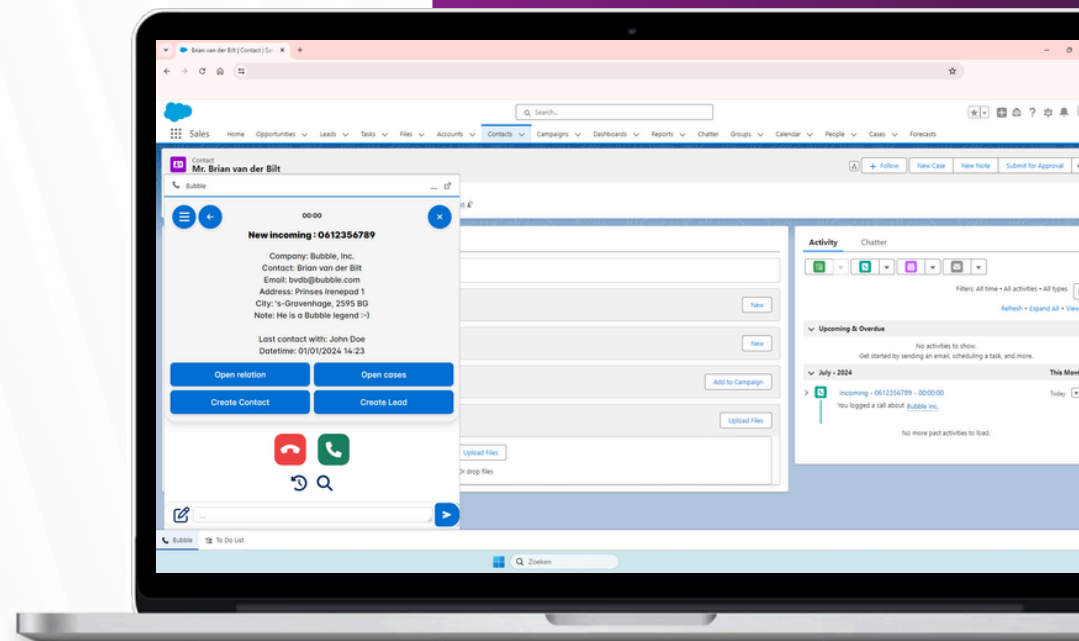 Brian van der Bilt | Contact | Sal
Search...
Sales Home Opportunities Leads Tasks Files Accounts Contacts Campaigns Dashboards Reports Chatter Groups Calendar People Cases Forecasts
Contact
Mr. Brian van der Bilt
+ Follow New Case New Note Submit for Approval
Bubble
00:00
New incoming : 0612356789
Company: Bubble, Inc.
Contact: Brian van der Bilt
Email: bvdb@bubble.com
Address: Prinses Irenepad 1
City: 's-Gravenhage, 2595 BG
Note: He is a Bubble legend :-)
Last contact with: John Doe
Datetime: 01/01/2024 14:23
Open relation Open cases
Create Contact Create Lead
...
New
New
Add to Campaign
Upload Files
Upload Files
Or drop files
Activity Chatter
Filters: All time • All activities • All types
Refresh • Expand All • View
Upcoming & Overdue
No activities to show.
Get started by sending an email, scheduling a task, and more.
July • 2024 This Mon
incoming - 0612356789 - 00:00:00 Today
You logged a call about Bubble Inc.
No more past activities to load.
Bubble To Do List
Zoeken